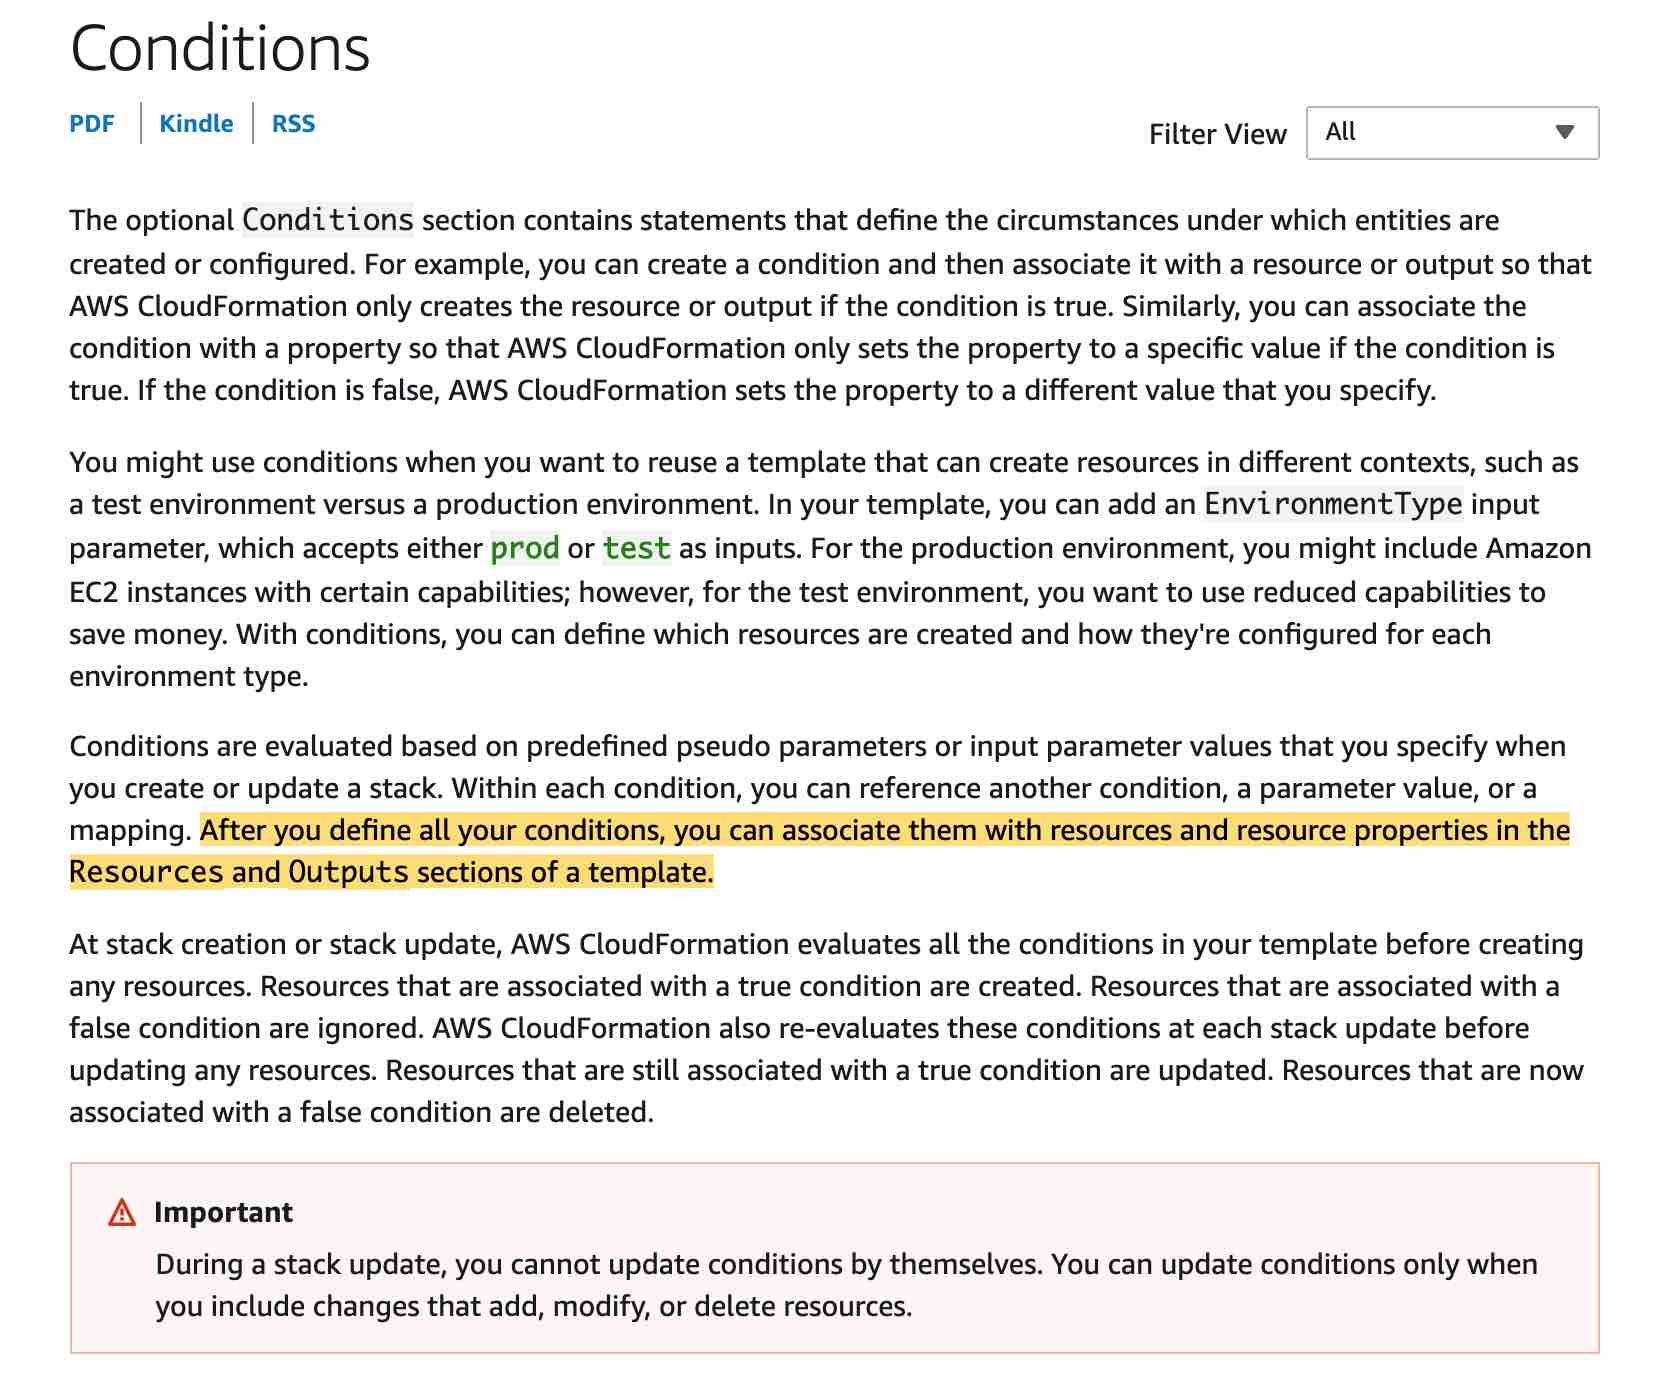 Conditions
PDF | Kindle | RSS
Filter View All
The optional Conditions section contains statements that define the circumstances under which entities are
created or configured. For example, you can create a condition and then associate it with a resource or output so that
AWS CloudFormation only creates the resource or output if the condition is true. Similarly, you can associate the
condition with a property so that AWS CloudFormation only sets the property to a specific value if the condition is
true. If the condition is false, AWS CloudFormation sets the property to a different value that you specify.
You might use conditions when you want to reuse a template that can create resources in different contexts, such as
a test environment versus a production environment. In your template, you can add an EnvironmentType input
parameter, which accepts either prod or test as inputs. For the production environment, you might include Amazon
EC2 instances with certain capabilities; however, for the test environment, you want to use reduced capabilities to
save money. With conditions, you can define which resources are created and how they're configured for each
environment type.
Conditions are evaluated based on predefined pseudo parameters or input parameter values that you specify when
you create or update a stack. Within each condition, you can reference another condition, a parameter value, or a
mapping. After you define all your conditions, you can associate them with resources and resource properties in the
Resources and Outputs sections of a template.
At stack creation or stack update, AWS CloudFormation evaluates all the conditions in your template before creating
any resources. Resources that are associated with a true condition are created. Resources that are associated with a
false condition are ignored. AWS CloudFormation also re-evaluates these conditions at each stack update before
updating any resources. Resources that are still associated with a true condition are updated. Resources that are now
associated with a false condition are deleted.
Important
During a stack update, you cannot update conditions by themselves. You can update conditions only when
you include changes that add, modify, or delete resources.